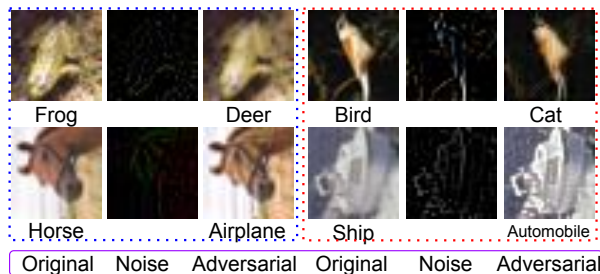 Frog Deer Bird Cat
Horse Airplane Ship Automobile
Original Noise Adversarial Original Noise Adversarial